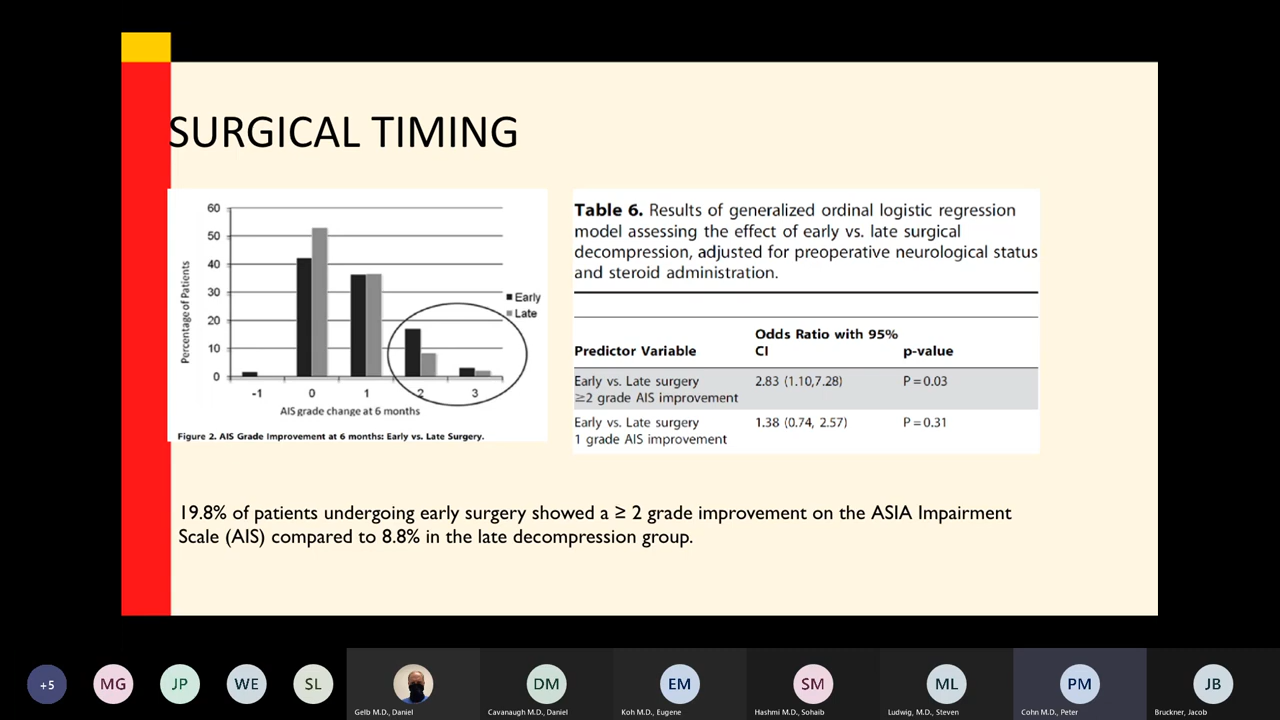 SURGICAL TIMING
60
50
40
30
20
10
0
Percentage of Patients
-1 0 1 2 3
AIS grade change at 6 months
Early
Late
Figure 2. AIS Grade Improvement at 6 months: Early vs. Late Surgery.
Table 6. Results of generalized ordinal logistic regression
model assessing the effect of early vs. late surgical
decompression, adjusted for preoperative neurological status
and steroid administration.
Odds Ratio with 95%
Predictor Variable CI p-value
Early vs. Late surgery 2.83 (1.10,7.28) P=0.03
≥2 grade AIS improvement
Early vs. Late surgery 1.38 (0.74, 2.57) P=0.31
1 grade AIS improvement
19.8% of patients undergoing early surgery showed a ≥ 2 grade improvement on the ASIA Impairment
Scale (AIS) compared to 8.8% in the late decompression group.
+5 MG JP WE SL DM EM SM ML PM JB
Gelb M.D., Daniel Cavanaugh M.D., Daniel Koh M.D., Eugene Hashmi M.D., Sohaib Ludwig, M.D., Steven Cohn M.D., Peter Bruckner, Jacob